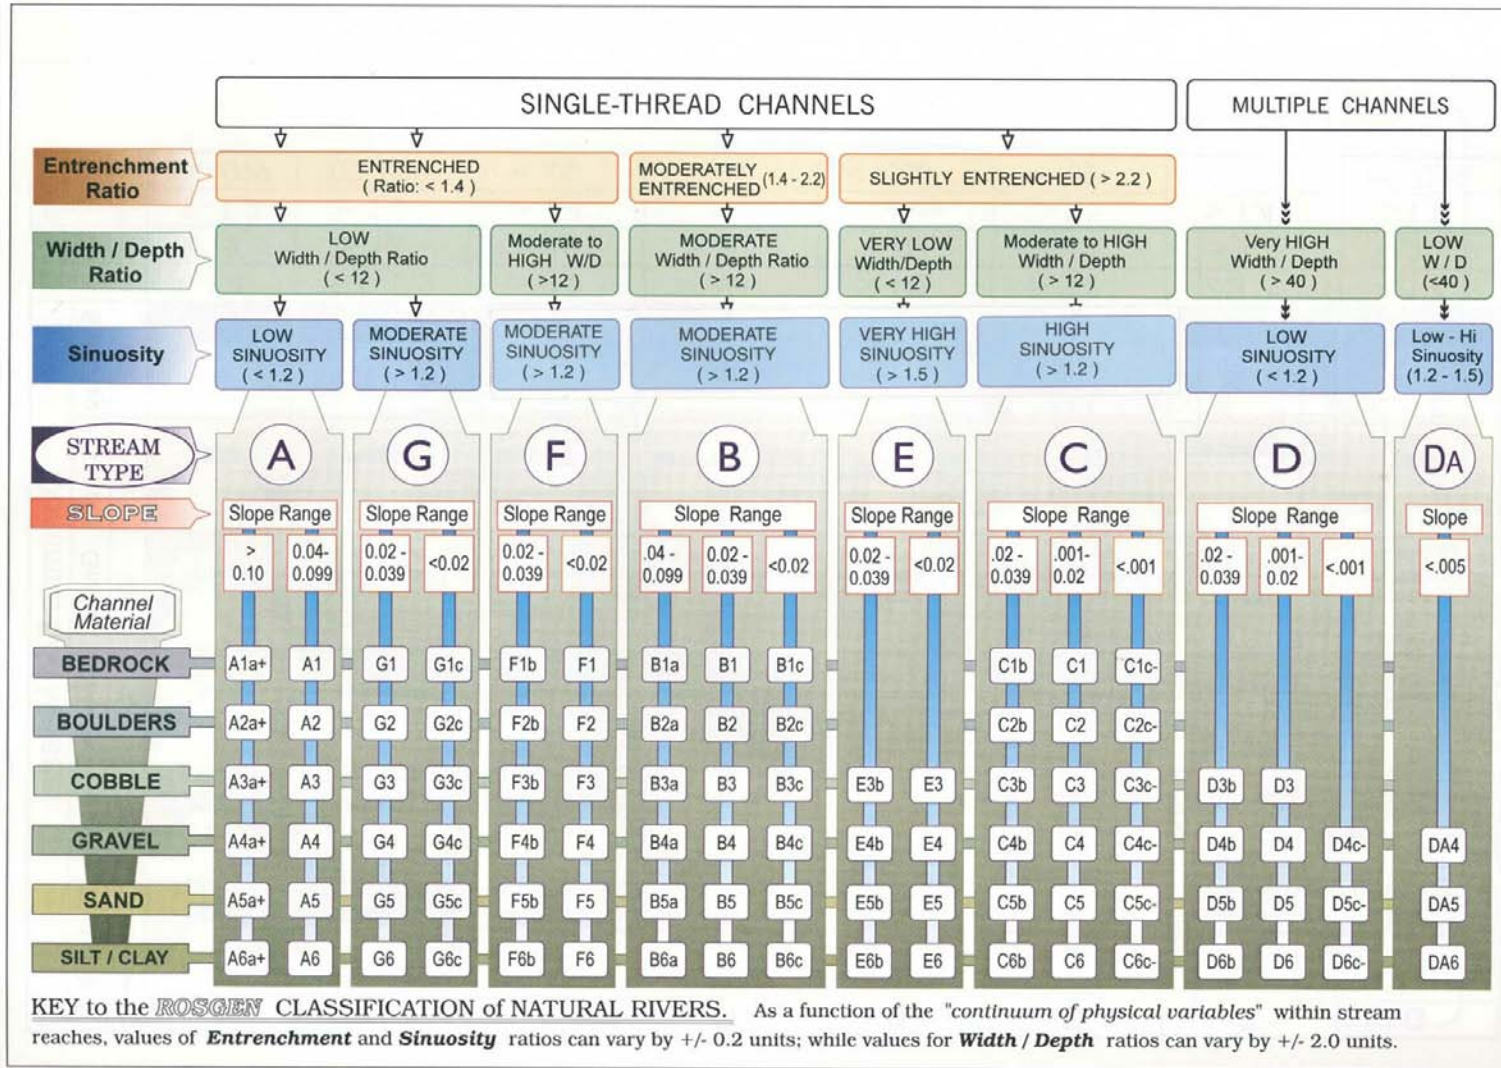 SINGLE-THREAD CHANNELS
MULTIPLE CHANNELS
Entrenchment
Ratio
ENTRENCHED
( Ratio: < 1.4 )
MODERATELY
ENTRENCHED (1.4 - 2.2)
SLIGHTLY ENTRENCHED ( > 2.2 )
Width / Depth
Ratio
LOW
Width / Depth Ratio
( < 12 )
Moderate to
HIGH W/D
( >12 )
MODERATE
Width / Depth Ratio
( > 12 )
VERY LOW
Width/Depth
( < 12 )
Moderate to HIGH
Width / Depth
( > 12 )
Very HIGH
Width / Depth
( > 40 )
LOW
W / D
(<40 )
Sinuosity
LOW
SINUOSITY
( < 1.2 )
MODERATE
SINUOSITY
( > 1.2 )
MODERATE
SINUOSITY
( > 1.2 )
MODERATE
SINUOSITY
( > 1.2 )
VERY HIGH
SINUOSITY
( > 1.5 )
HIGH
SINUOSITY
( > 1.2 )
LOW
SINUOSITY
( < 1.2 )
Low - Hi
Sinuosity
(1.2 - 1.5)
STREAM
TYPE
A G F B E C D DA
SLOPE
Slope Range Slope Range Slope Range Slope Range Slope Range Slope Range Slope Range Slope
> 0.10
0.04-0.099
0.02 - 0.039
<0.02
0.02 - 0.039
<0.02
.04 - 0.099
0.02 - 0.039
<0.02
0.02 - 0.039
<0.02
.02 - 0.039
.001- 0.02
<.001
.02 - 0.039
.001- 0.02
<.001
<.005
Channel
Material
BEDROCK A1a+ A1 G1 G1c F1b F1 B1a B1 B1c C1b C1 C1c-
BOULDERS A2a+ A2 G2 G2c F2b F2 B2a B2 B2c C2b C2 C2c-
COBBLE A3a+ A3 G3 G3c F3b F3 B3a B3 B3c E3b E3 C3b C3 C3c- D3b D3
GRAVEL A4a+ A4 G4 G4c F4b F4 B4a B4 B4c E4b E4 C4b C4 C4c- D4b D4 D4c- DA4
SAND A5a+ A5 G5 G5c F5b F5 B5a B5 B5c E5b E5 C5b C5 C5c- D5b D5 D5c- DA5
SILT / CLAY A6a+ A6 G6 G6c F6b F6 B6a B6 B6c E6b E6 C6b C6 C6c- D6b D6 D6c- DA6
KEY to the ROSGEN CLASSIFICATION of NATURAL RIVERS. As a function of the "continuum of physical variables" within stream
reaches, values of Entrenchment and Sinuosity ratios can vary by +/- 0.2 units; while values for Width / Depth ratios can vary by +/- 2.0 units.